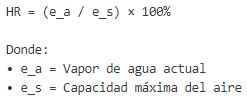 HR = (e_a / e_s) × 100%
Donde:
• e_a = Vapor de agua actual
• e_s = Capacidad máxima del aire